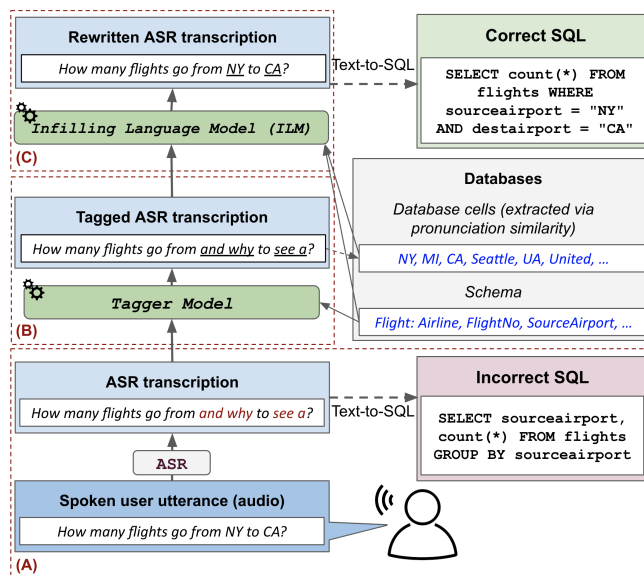 Rewritten ASR transcription
How many flights go from NY to CA?
Text-to-SQL
Correct SQL
SELECT count(*) FROM
flights WHERE
sourceairport = "NY"
AND destairport = "CA"
Infilling Language Model (ILM)
(C)
Databases
Database cells (extracted via
pronunciation similarity)
NY, MI, CA, Seattle, UA, United, ...
Schema
Flight: Airline, FlightNo, SourceAirport, ...
Tagged ASR transcription
How many flights go from and why to see a?
Tagger Model
(B)
ASR transcription
How many flights go from and why to see a?
Text-to-SQL
Incorrect SQL
SELECT sourceairport,
count(*) FROM flights
GROUP BY sourceairport
ASR
Spoken user utterance (audio)
How many flights go from NY to CA?
(A)